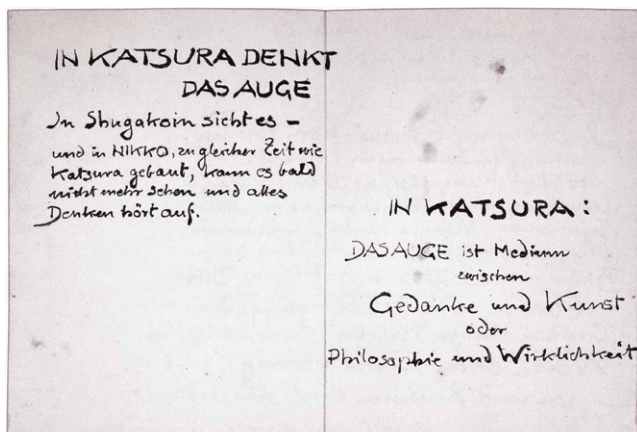 IN KATSURA DENKT
DAS AUGE
In Shugakoin sieht es –
und in NIKKO, zu gleicher Zeit wie
Katsura gebaut, kann es bald
nicht mehr sehen und alles
Denken hört auf.
IN KATSURA:
DAS AUGE ist Medium
zwischen
Gedanke und Kunst
oder
Philosophie und Wirklichkeit